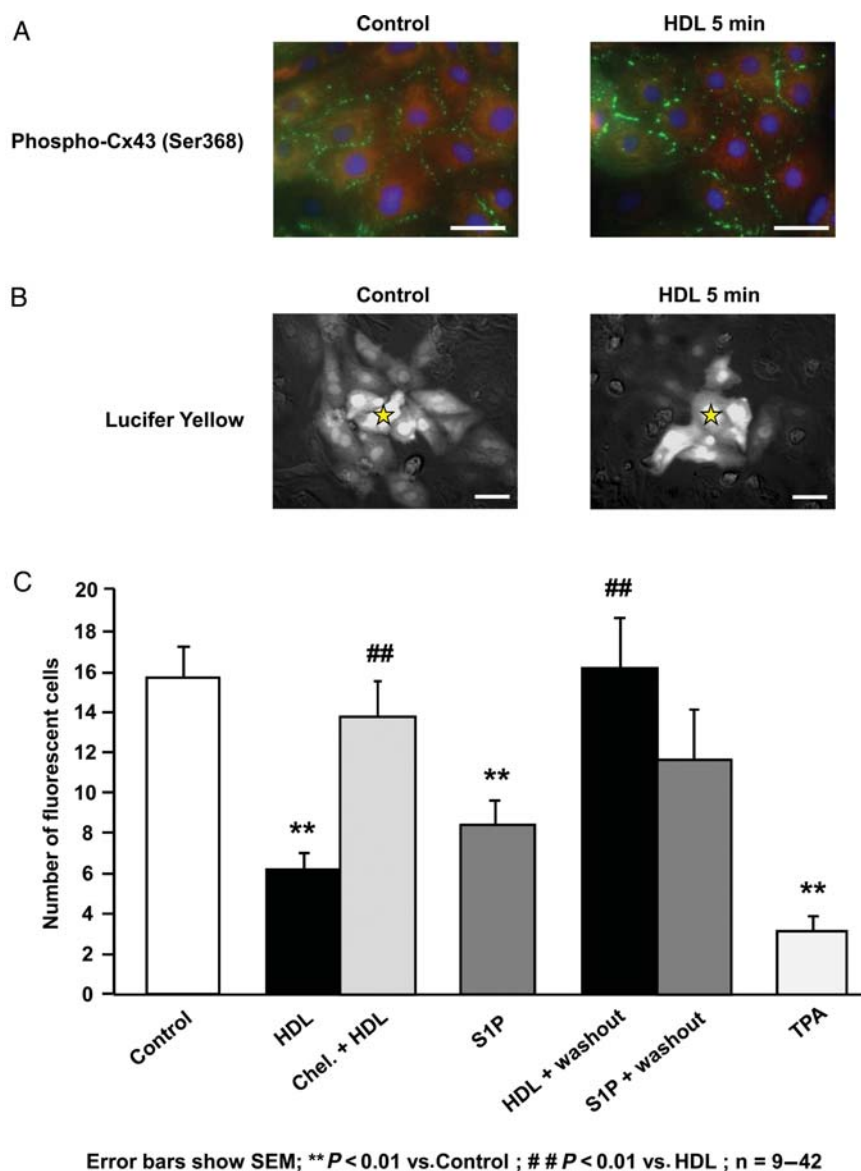 A
Control
HDL 5 min
Phospho-Cx43 (Ser368)
B
Control
HDL 5 min
Lucifer Yellow
C
Number of fluorescent cells
20
18
16
14
12
10
8
6
4
2
0
**
##
**
##
**
Control
HDL
Chel. + HDL
S1P
HDL + washout
S1P + washout
TPA
Error bars show SEM; **P < 0.01 vs.Control ; # # P < 0.01 vs. HDL ; n = 9–42